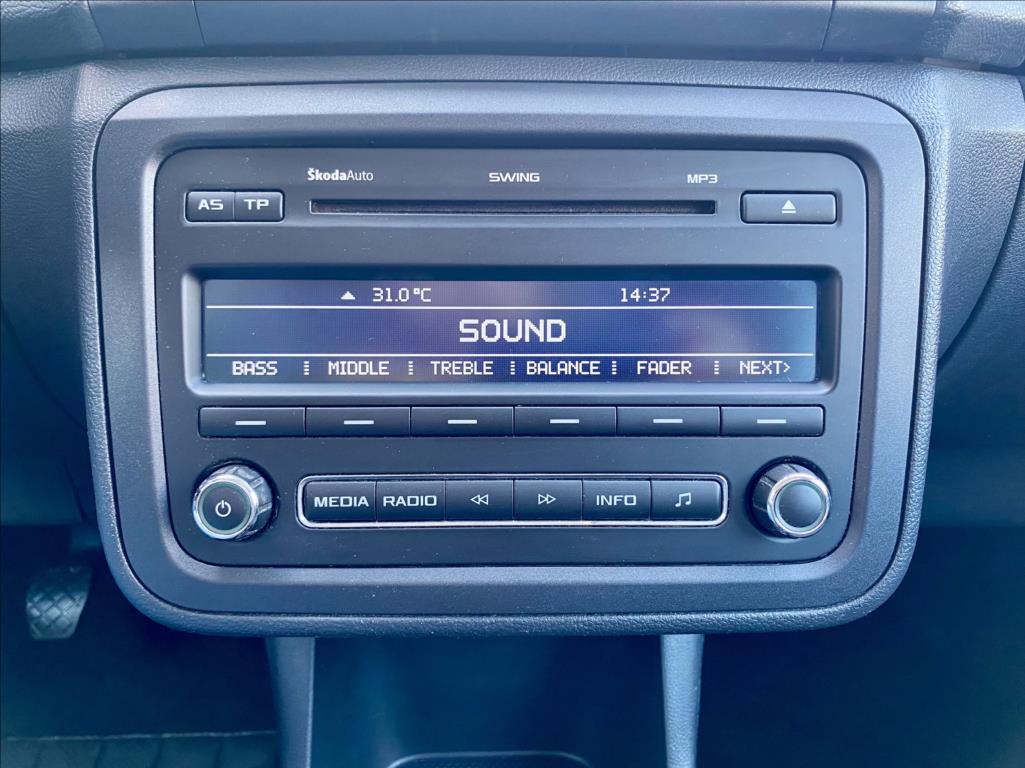 ŠkodaAuto SWING MP3
AS TP
31.0°C 14:37
SOUND
BASS MIDDLE TREBLE BALANCE FADER NEXT>
MEDIA RADIO INFO